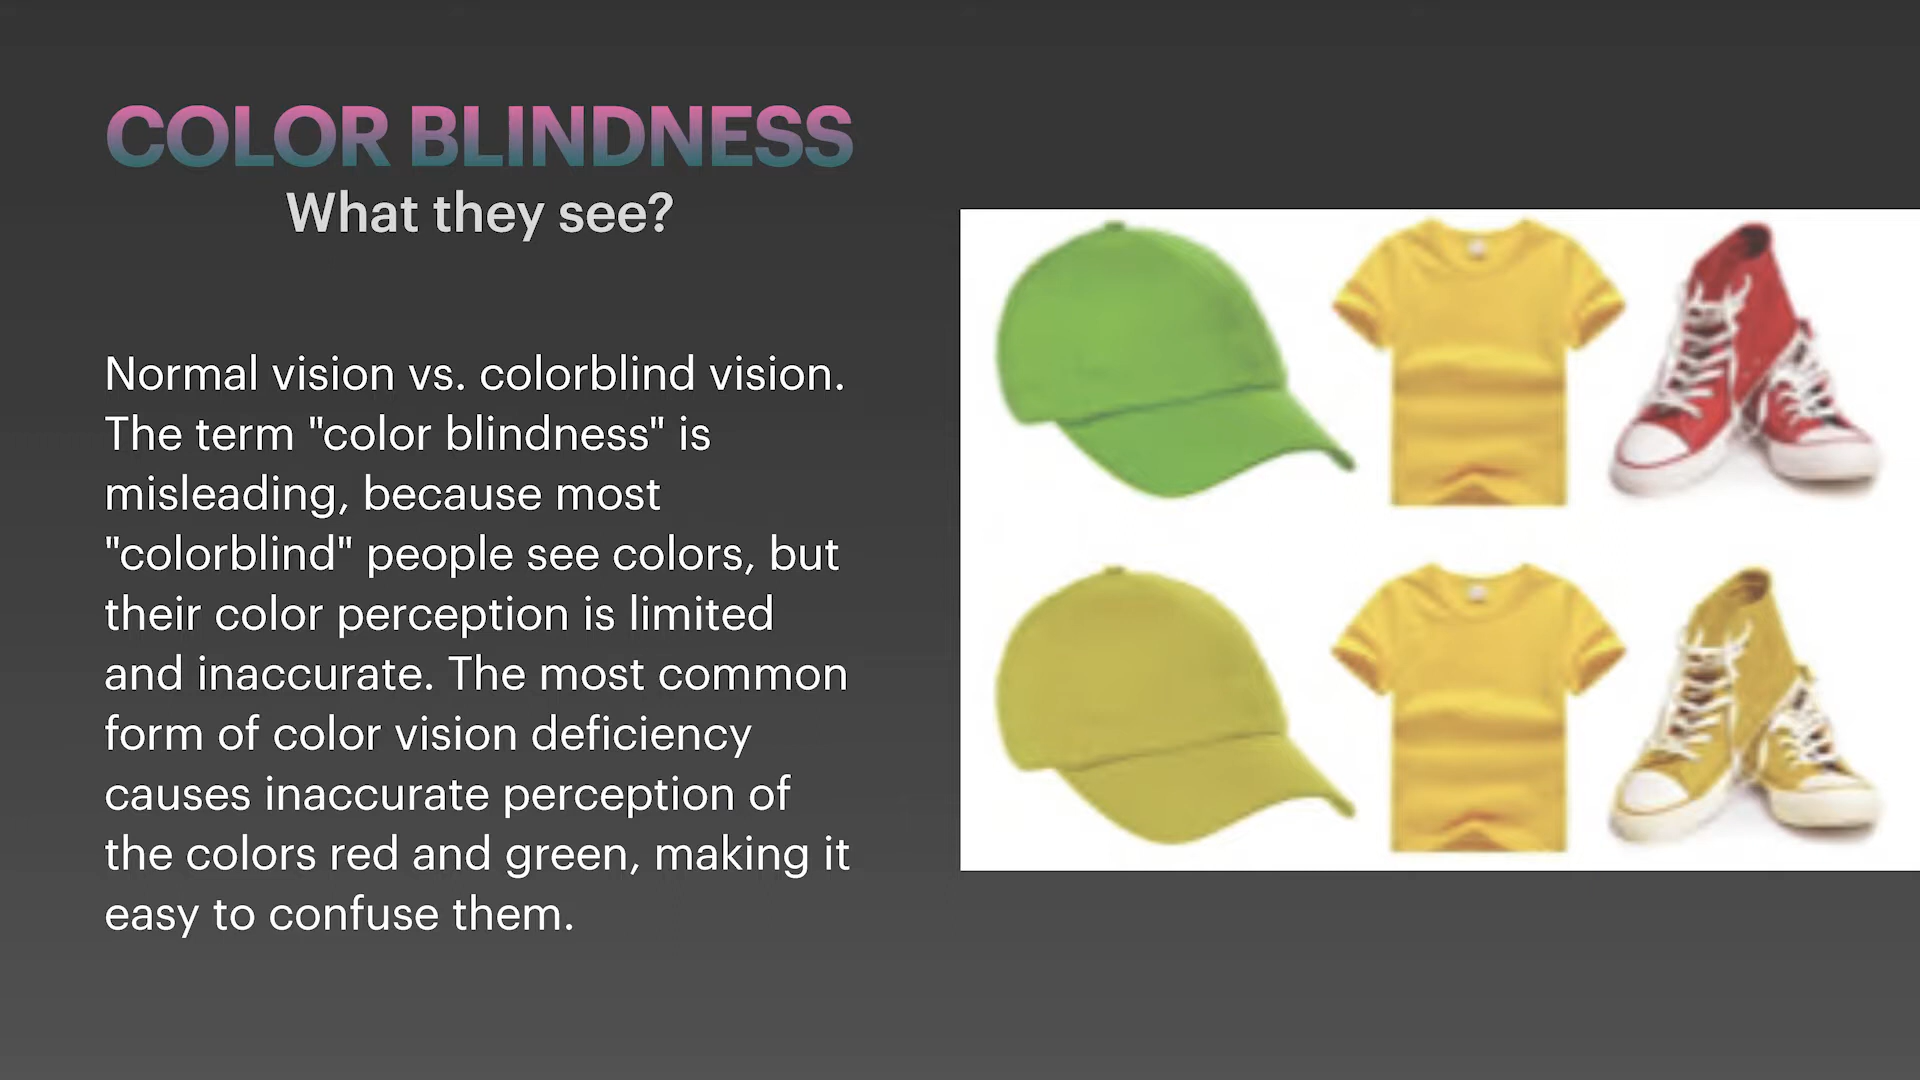 COLOR BLINDNESS
What they see?
Normal vision vs. colorblind vision.
The term "color blindness" is
misleading, because most
"colorblind" people see colors, but
their color perception is limited
and inaccurate. The most common
form of color vision deficiency
causes inaccurate perception of
the colors red and green, making it
easy to confuse them.